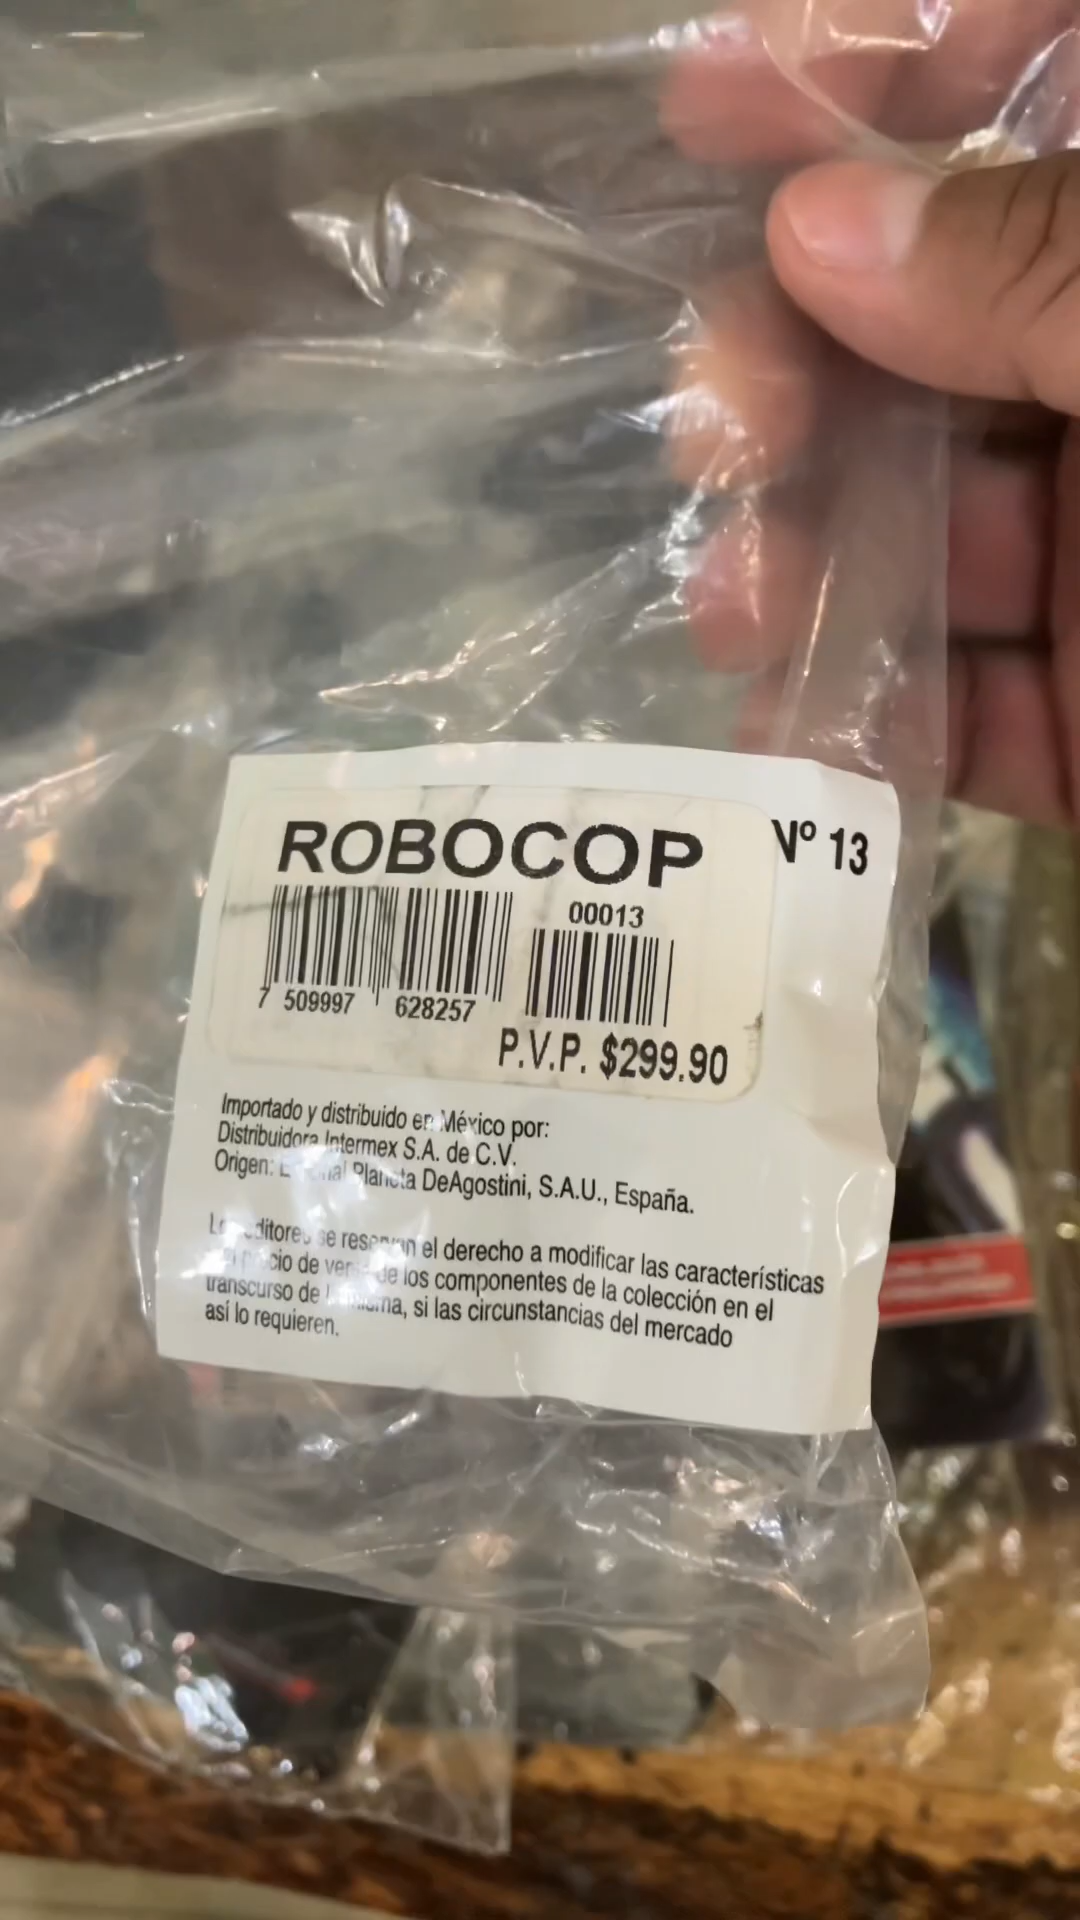 ROBOCOP
Nº 13
00013
7 509997 628257
P.V.P. $299.90
Importado y distribuido en México por:
Distribuidora Intermex S.A. de C.V.
Origen: Planeta DeAgostini, S.A.U., España.
se reservan el derecho a modificar las características
de los componentes de la colección en el
transcurso de la misma, si las circunstancias del mercado
así lo requieren.